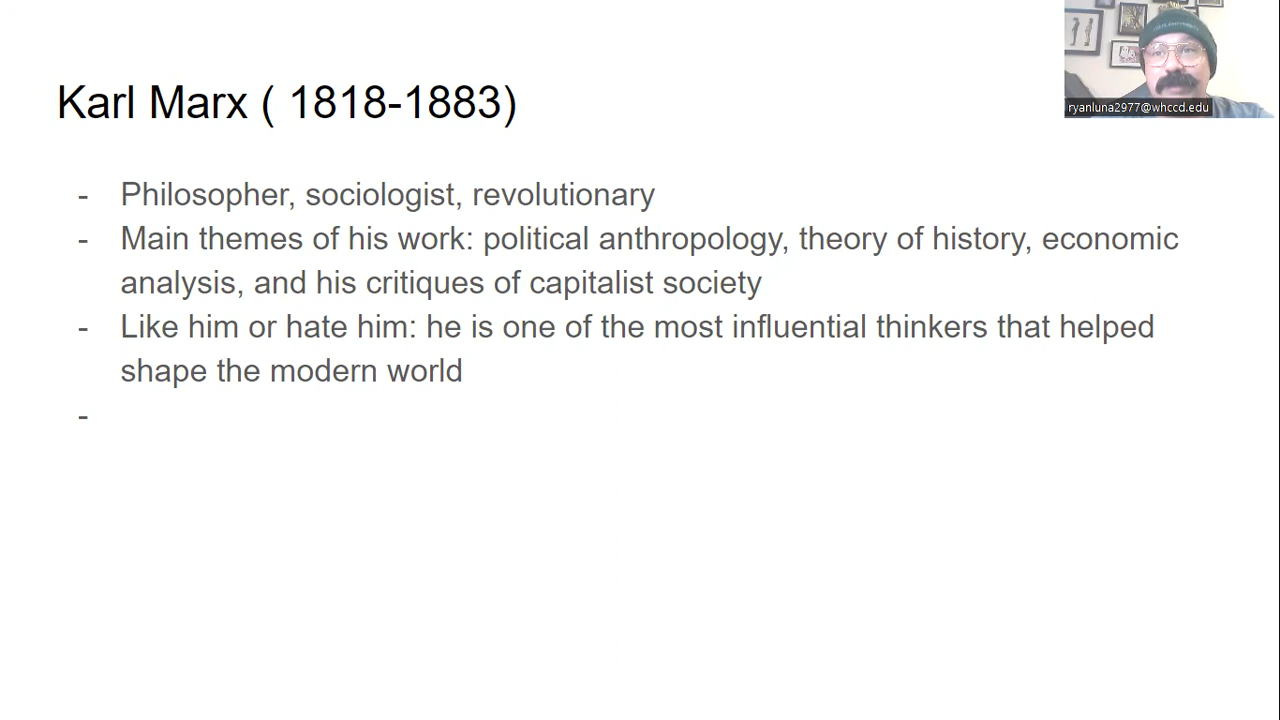 Karl Marx ( 1818-1883)
- Philosopher, sociologist, revolutionary
- Main themes of his work: political anthropology, theory of history, economic
analysis, and his critiques of capitalist society
- Like him or hate him: he is one of the most influential thinkers that helped
shape the modern world
-
ryanluna2977@whccd.edu